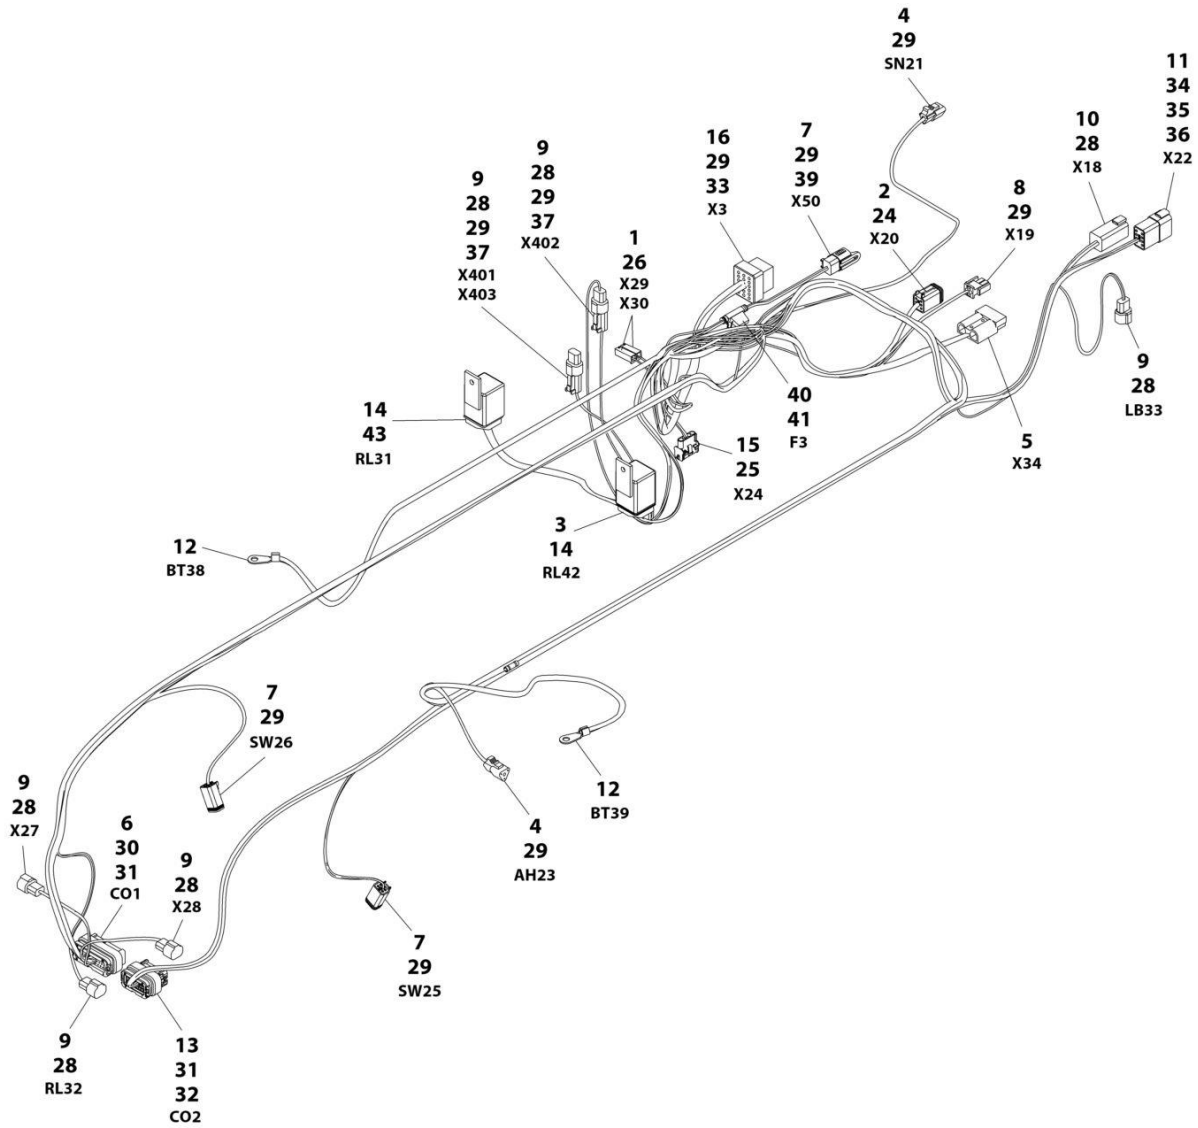 4
29
SN21
11
34
35
36
X22
10
28
X18
16
29
33
X3
7
29
39
X50
9
28
29
37
X402
9
28
29
37
X401
X403
2
24
X20
8
29
X19
1
26
X29
X30
9
28
LB33
14
43
RL31
40
41
F3
5
X34
15
25
X24
3
14
RL42
12
BT38
7
29
SW26
12
BT39
9
28
X27
6
30
31
CO1
9
28
X28
4
29
AH23
7
29
SW25
9
28
RL32
13
31
32
CO2